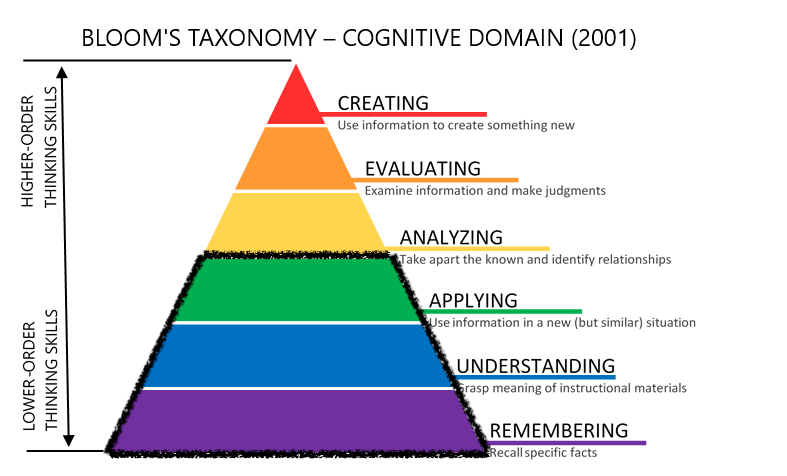 BLOOM'S TAXONOMY – COGNITIVE DOMAIN (2001)
HIGHER-ORDER
THINKING SKILLS
CREATING
Use information to create something new
EVALUATING
Examine information and make judgments
ANALYZING
Take apart the known and identify relationships
APPLYING
Use information in a new (but similar) situation
LOWER-ORDER
THINKING SKILLS
UNDERSTANDING
Grasp meaning of instructional materials
REMEMBERING
Recall specific facts